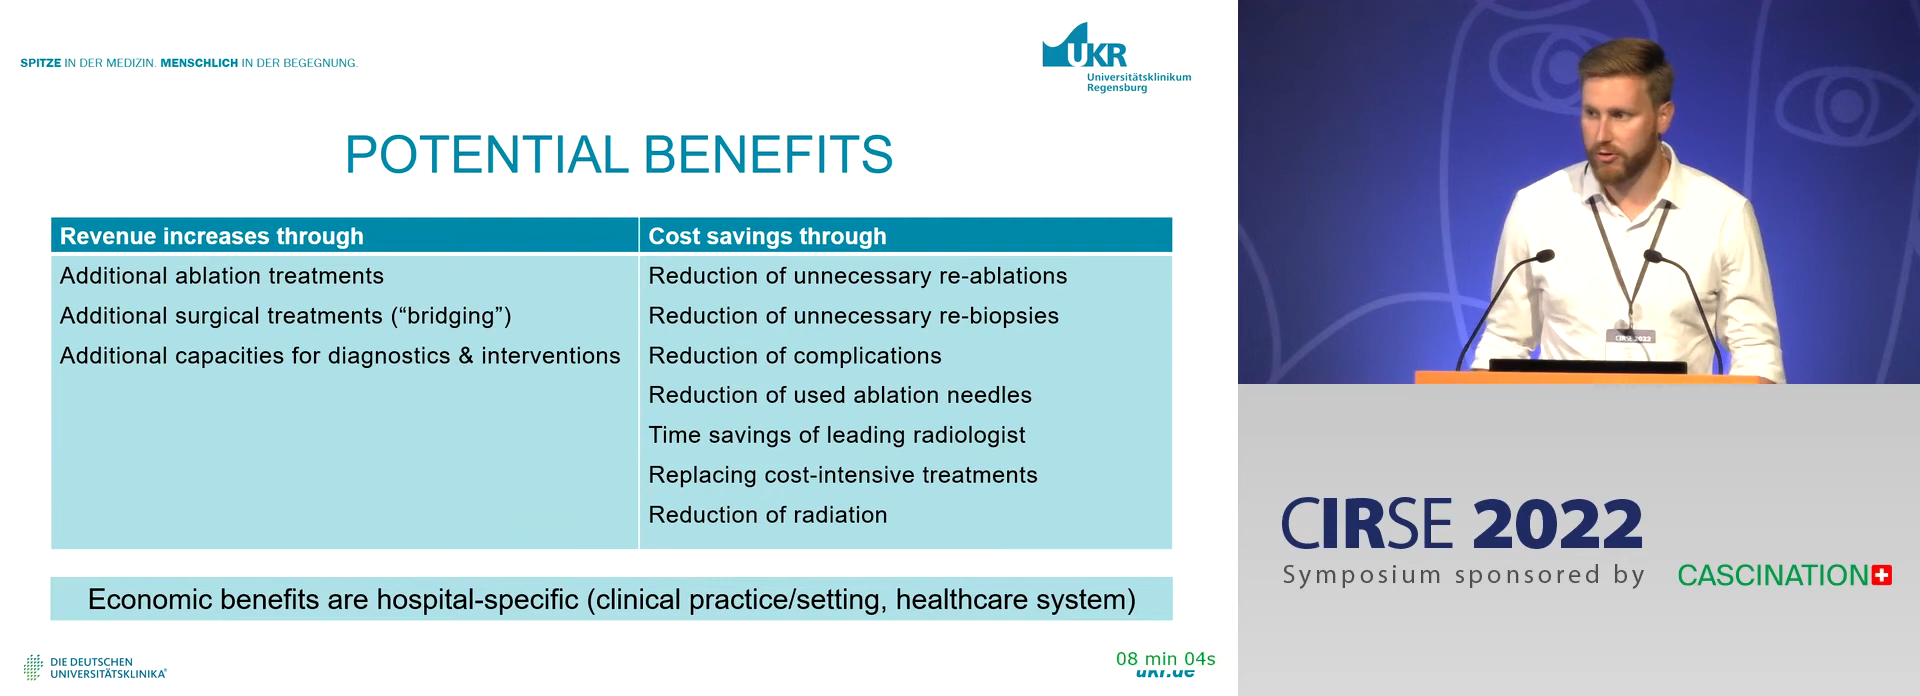 SPITZE IN DER MEDIZIN. MENSCHLICH IN DER BEGEGNUNG.
UKR
Universitätsklinikum
Regensburg
POTENTIAL BENEFITS
Revenue increases through
Additional ablation treatments
Additional surgical treatments (“bridging”)
Additional capacities for diagnostics & interventions
Cost savings through
Reduction of unnecessary re-ablations
Reduction of unnecessary re-biopsies
Reduction of complications
Reduction of used ablation needles
Time savings of leading radiologist
Replacing cost-intensive treatments
Reduction of radiation
Economic benefits are hospital-specific (clinical practice/setting, healthcare system)
DIE DEUTSCHEN
UNIVERSITÄTSKLINIKA®
08 min 04s
ukr.de
CIRSE 2022
CIRSE 2022
Symposium sponsored by
CASCINATION